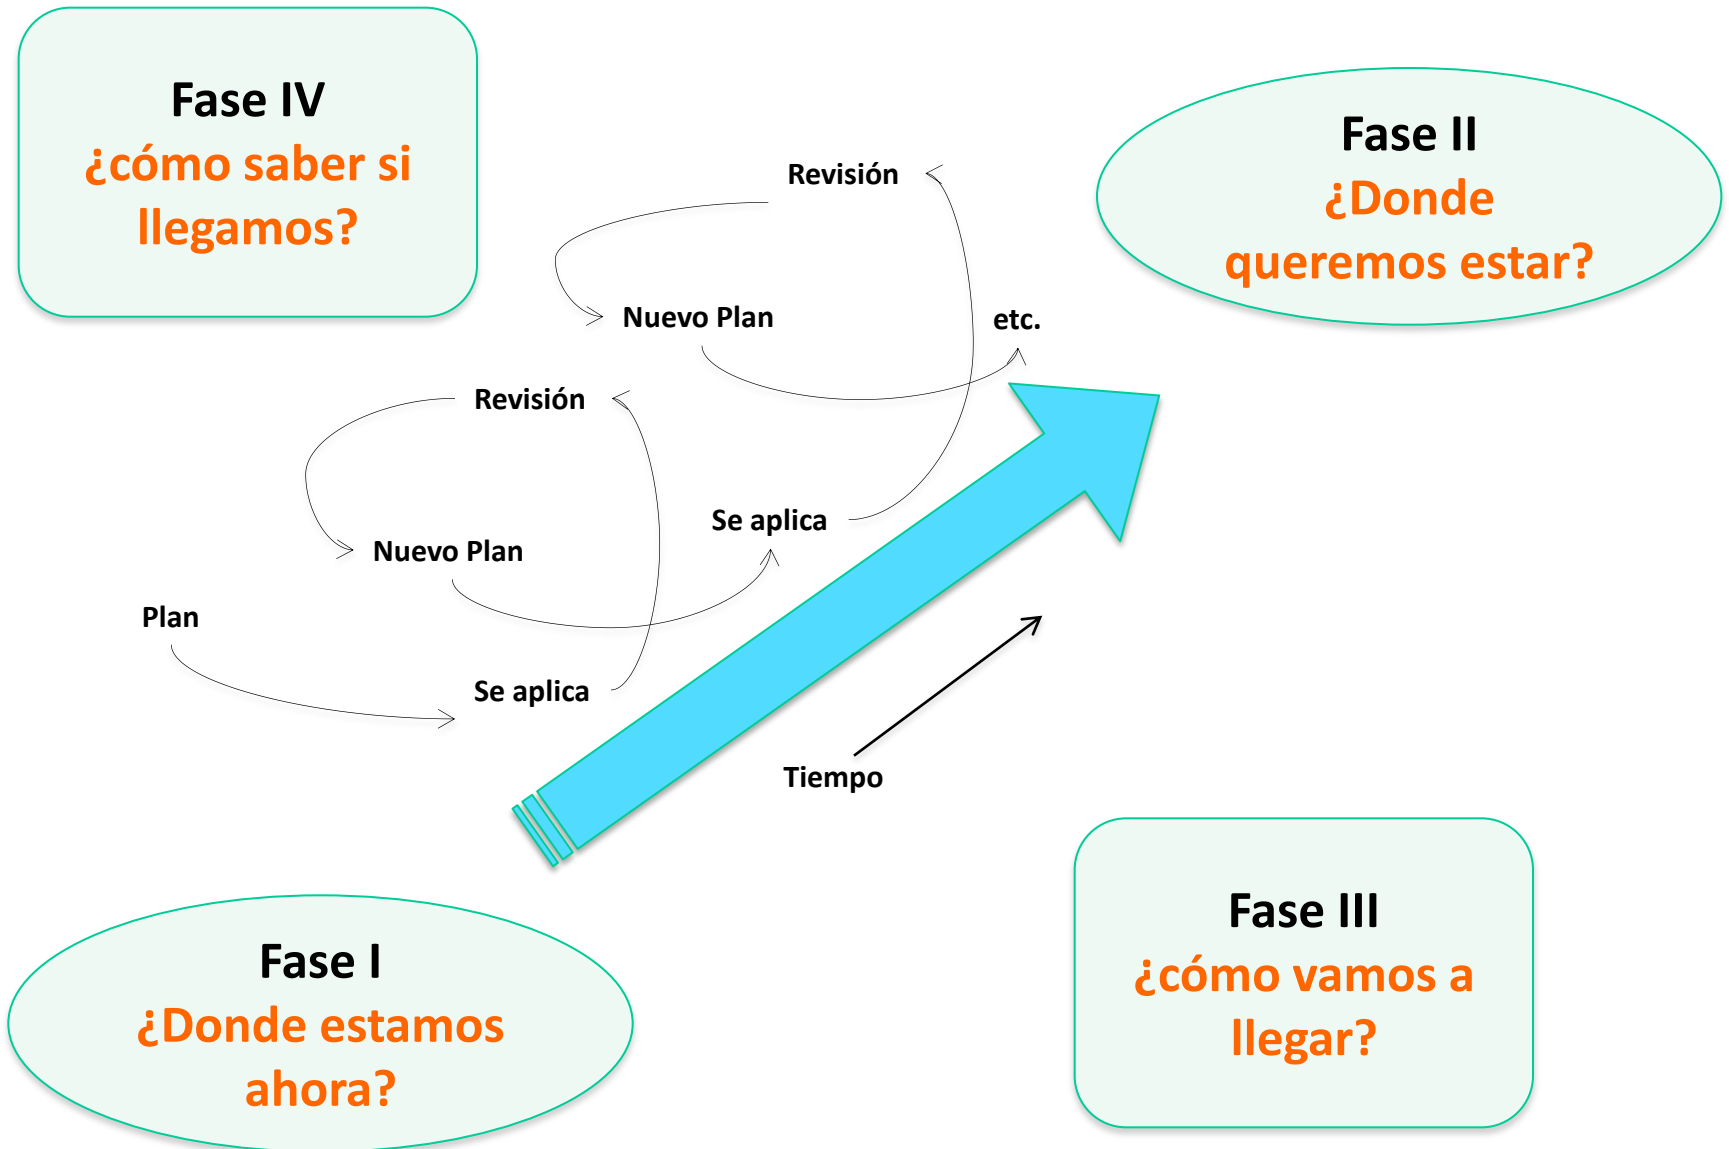 Fase IV
¿cómo saber si
llegamos?
Fase II
¿Donde
queremos estar?
Revisión
Nuevo Plan
etc.
Revisión
Se aplica
Nuevo Plan
Plan
Se aplica
Tiempo
Fase III
¿cómo vamos a
llegar?
Fase I
¿Donde estamos
ahora?